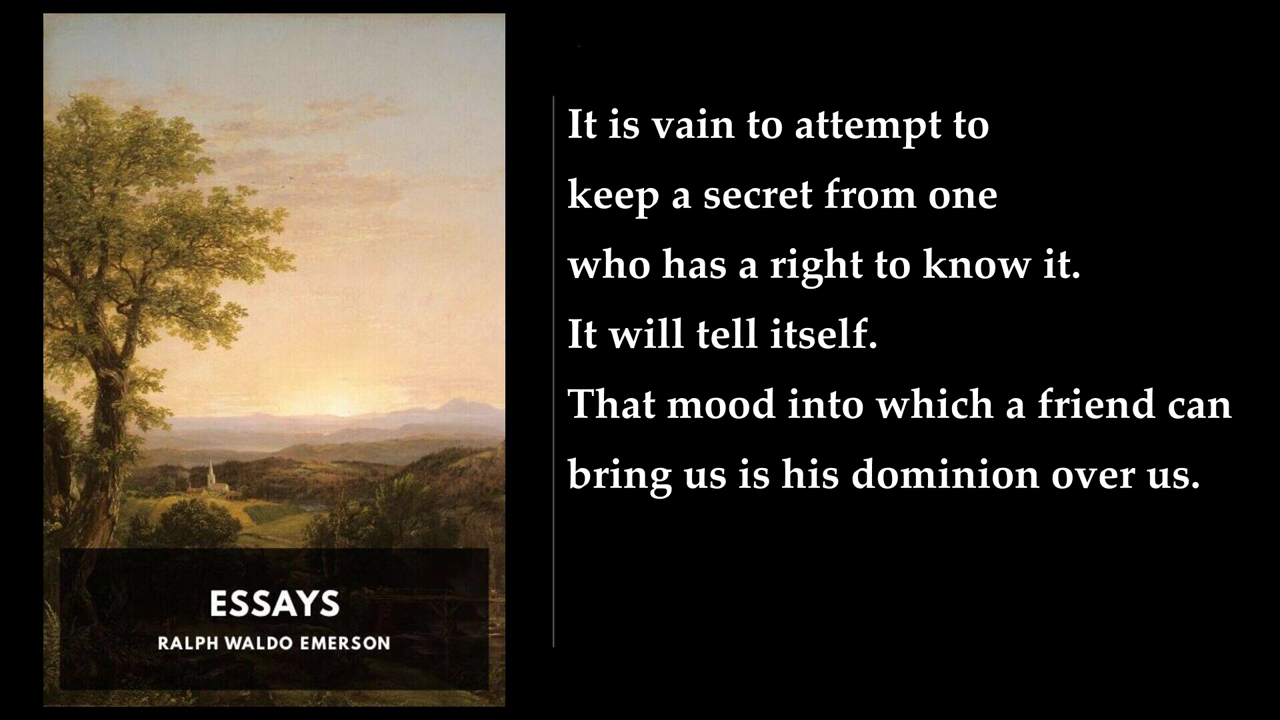 It is vain to attempt to
keep a secret from one
who has a right to know it.
It will tell itself.
That mood into which a friend can
bring us is his dominion over us.
ESSAYS
RALPH WALDO EMERSON